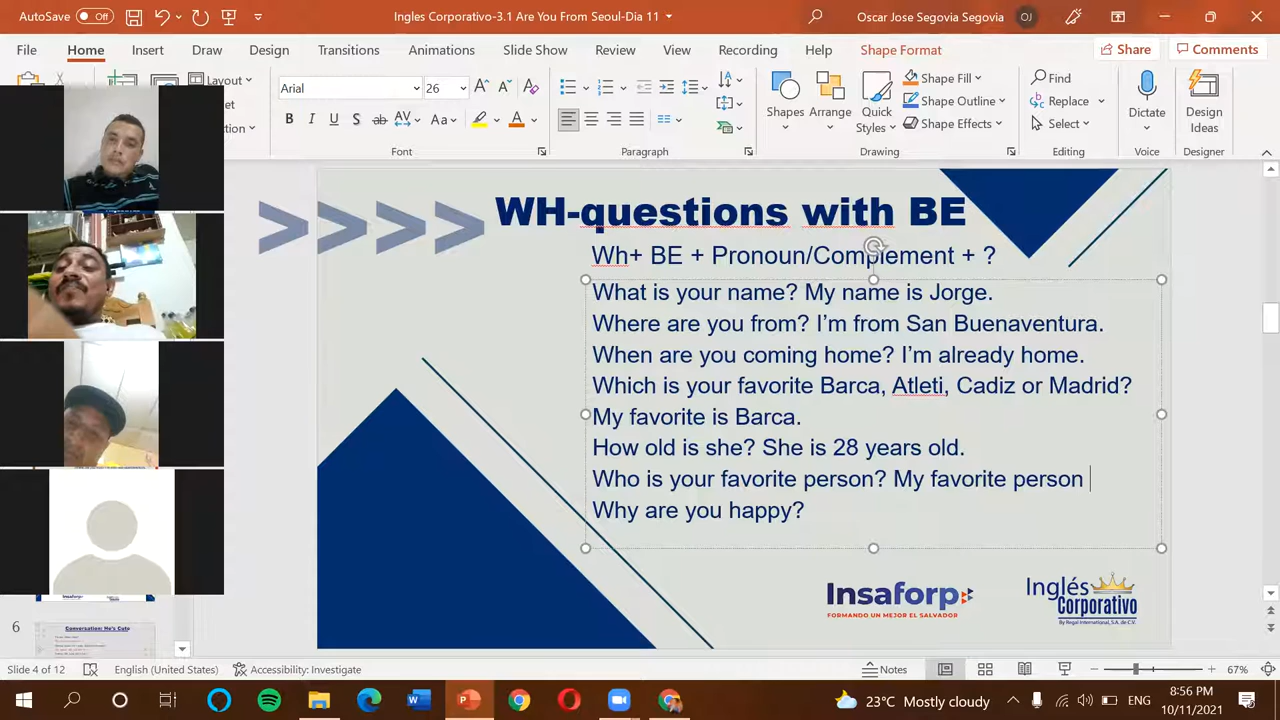 AutoSave Off Ingles Corporativo-3.1 Are You From Seoul-Dia 11 Oscar Jose Segovia Segovia OJ
File Home Insert Draw Design Transitions Animations Slide Show Review View Recording Help Shape Format Share Comments
Layout
Arial 26
Shapes Arrange Quick Styles
Shape Fill
Shape Outline
Shape Effects
Find
Replace
Select
Dictate
Design Ideas
Font Paragraph Drawing Editing Voice Designer
WH-questions with BE
Wh+ BE + Pronoun/Complement + ?
What is your name? My name is Jorge.
Where are you from? I’m from San Buenaventura.
When are you coming home? I’m already home.
Which is your favorite Barca, Atleti, Cadiz or Madrid?
My favorite is Barca.
How old is she? She is 28 years old.
Who is your favorite person? My favorite person
Why are you happy?
Insaforp
FORMANDO UN MEJOR EL SALVADOR
Inglés
Corporativo
By Regal International, S.A. de C.V.
6
Conversation: He's Cute
Slide 4 of 12 English (United States) Accessibility: Investigate Notes 67%
23°C Mostly cloudy ENG
8:56 PM
10/11/2021